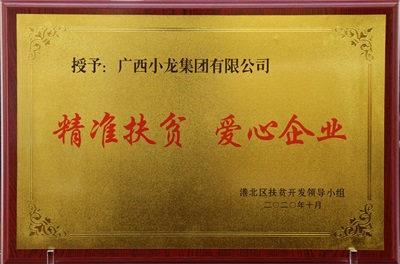 授予：广西小龙集团有限公司
精准扶贫 爱心企业
港北区扶贫开发领导小组
二〇二〇年十月